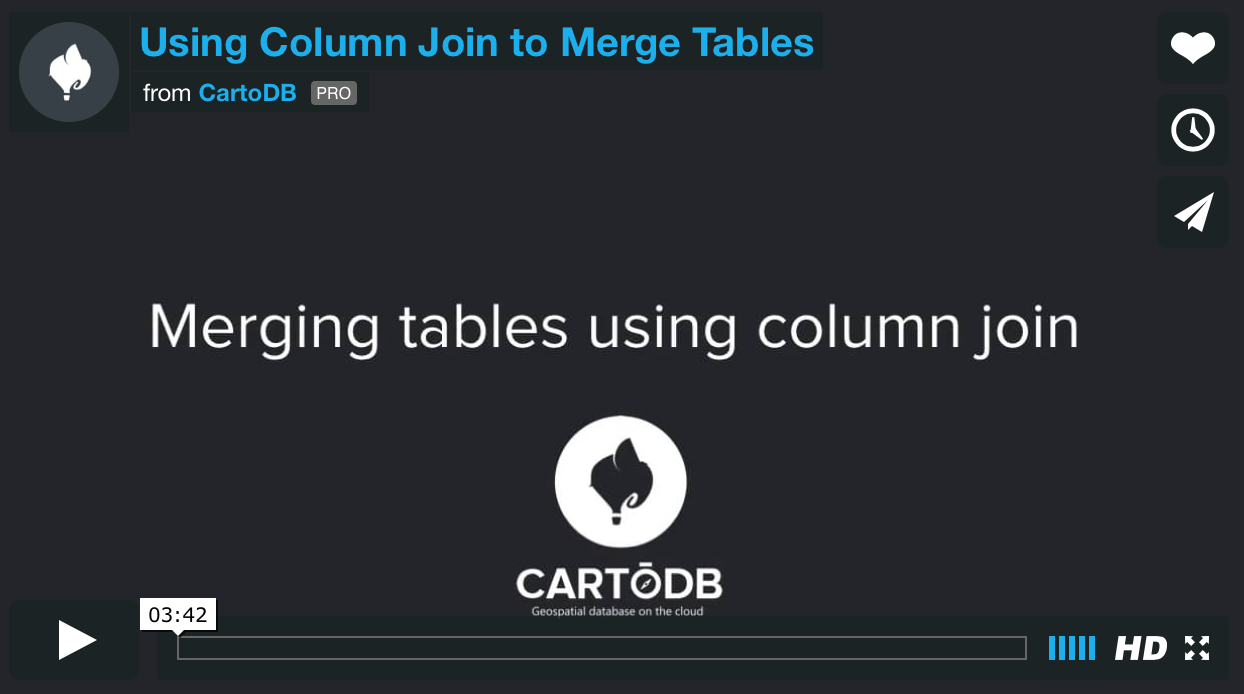 Using Column Join to Merge Tables
from CartoDB PRO
Merging tables using column join
CARTŌDB
Geospatial database on the cloud
03:42
HD